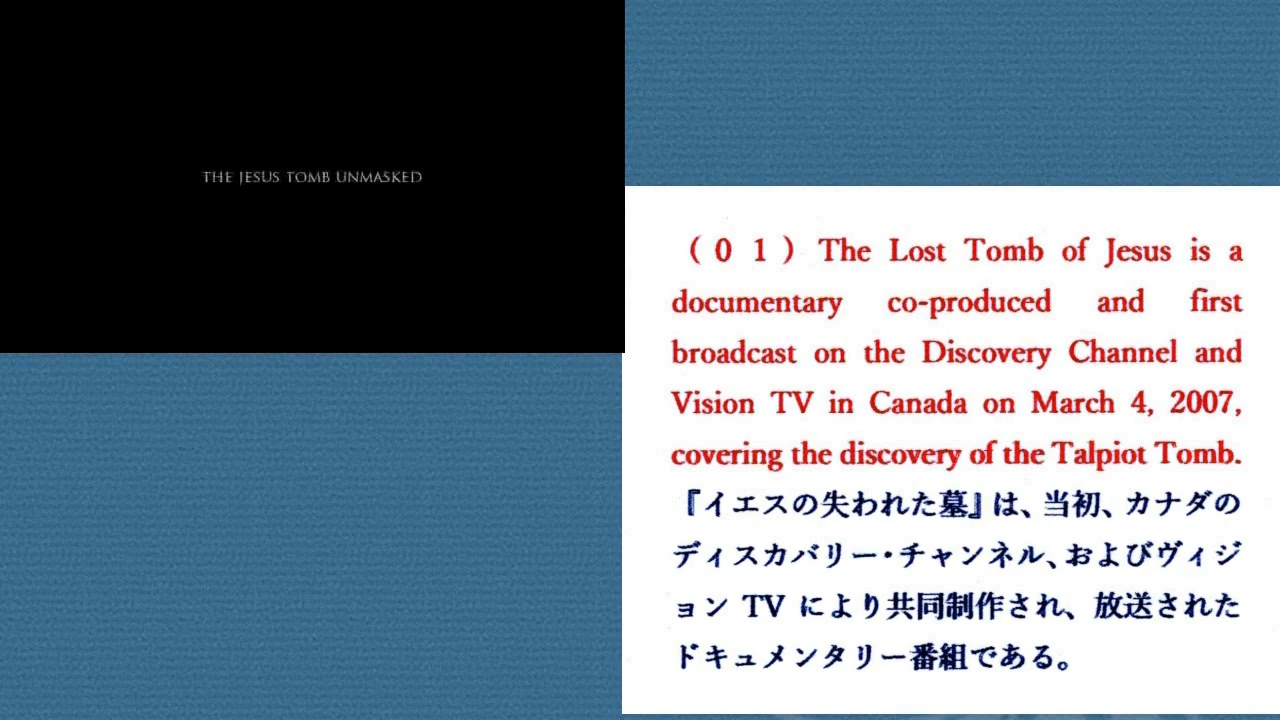 THE JESUS TOMB UNMASKED
（０１）The Lost Tomb of Jesus is a
documentary co-produced and first
broadcast on the Discovery Channel and
Vision TV in Canada on March 4, 2007,
covering the discovery of the Talpiot Tomb.
『イエスの失われた墓』は、当初、カナダの
ディスカバリー・チャンネル、およびヴィジ
ョン TV により共同制作され、放送された
ドキュメンタリー番組である。